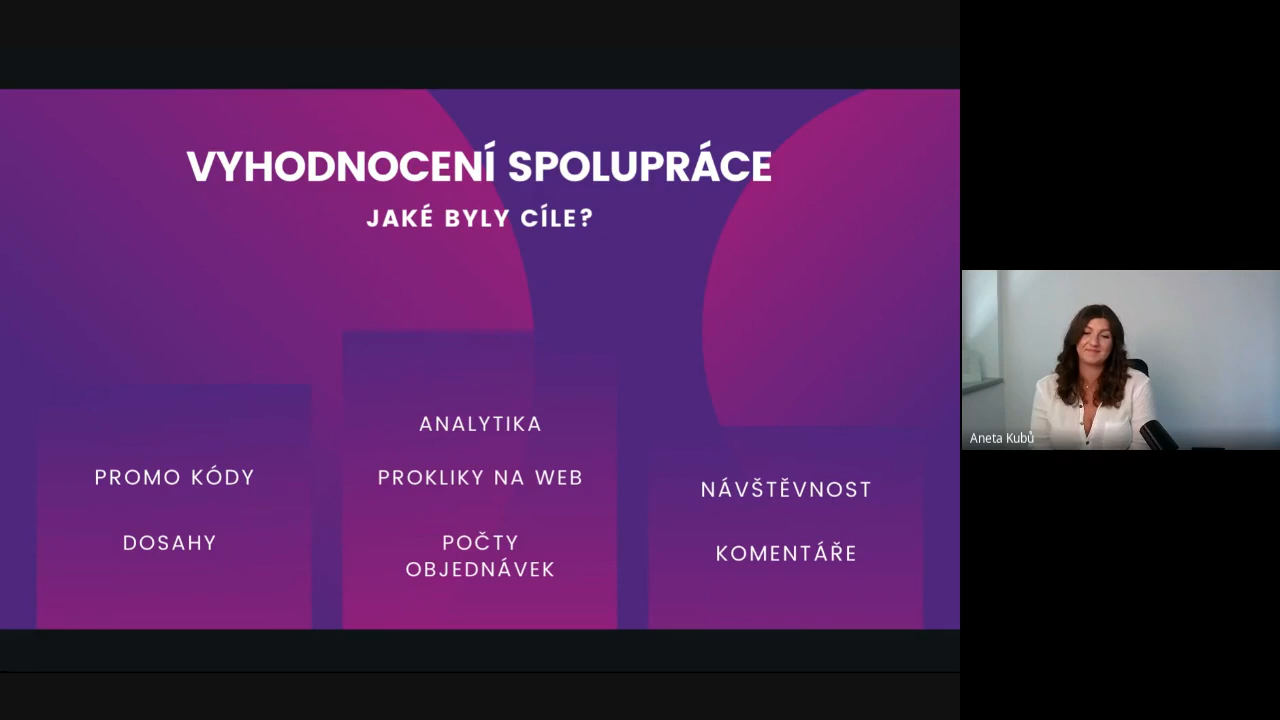 VYHODNOCENÍ SPOLUPRÁCE
JAKÉ BYLY CÍLE?
PROMO KÓDY
DOSAHY
ANALYTIKA
PROKLIKY NA WEB
POČTY
OBJEDNÁVEK
NÁVŠTĚVNOST
KOMENTÁŘE
Aneta Kubů